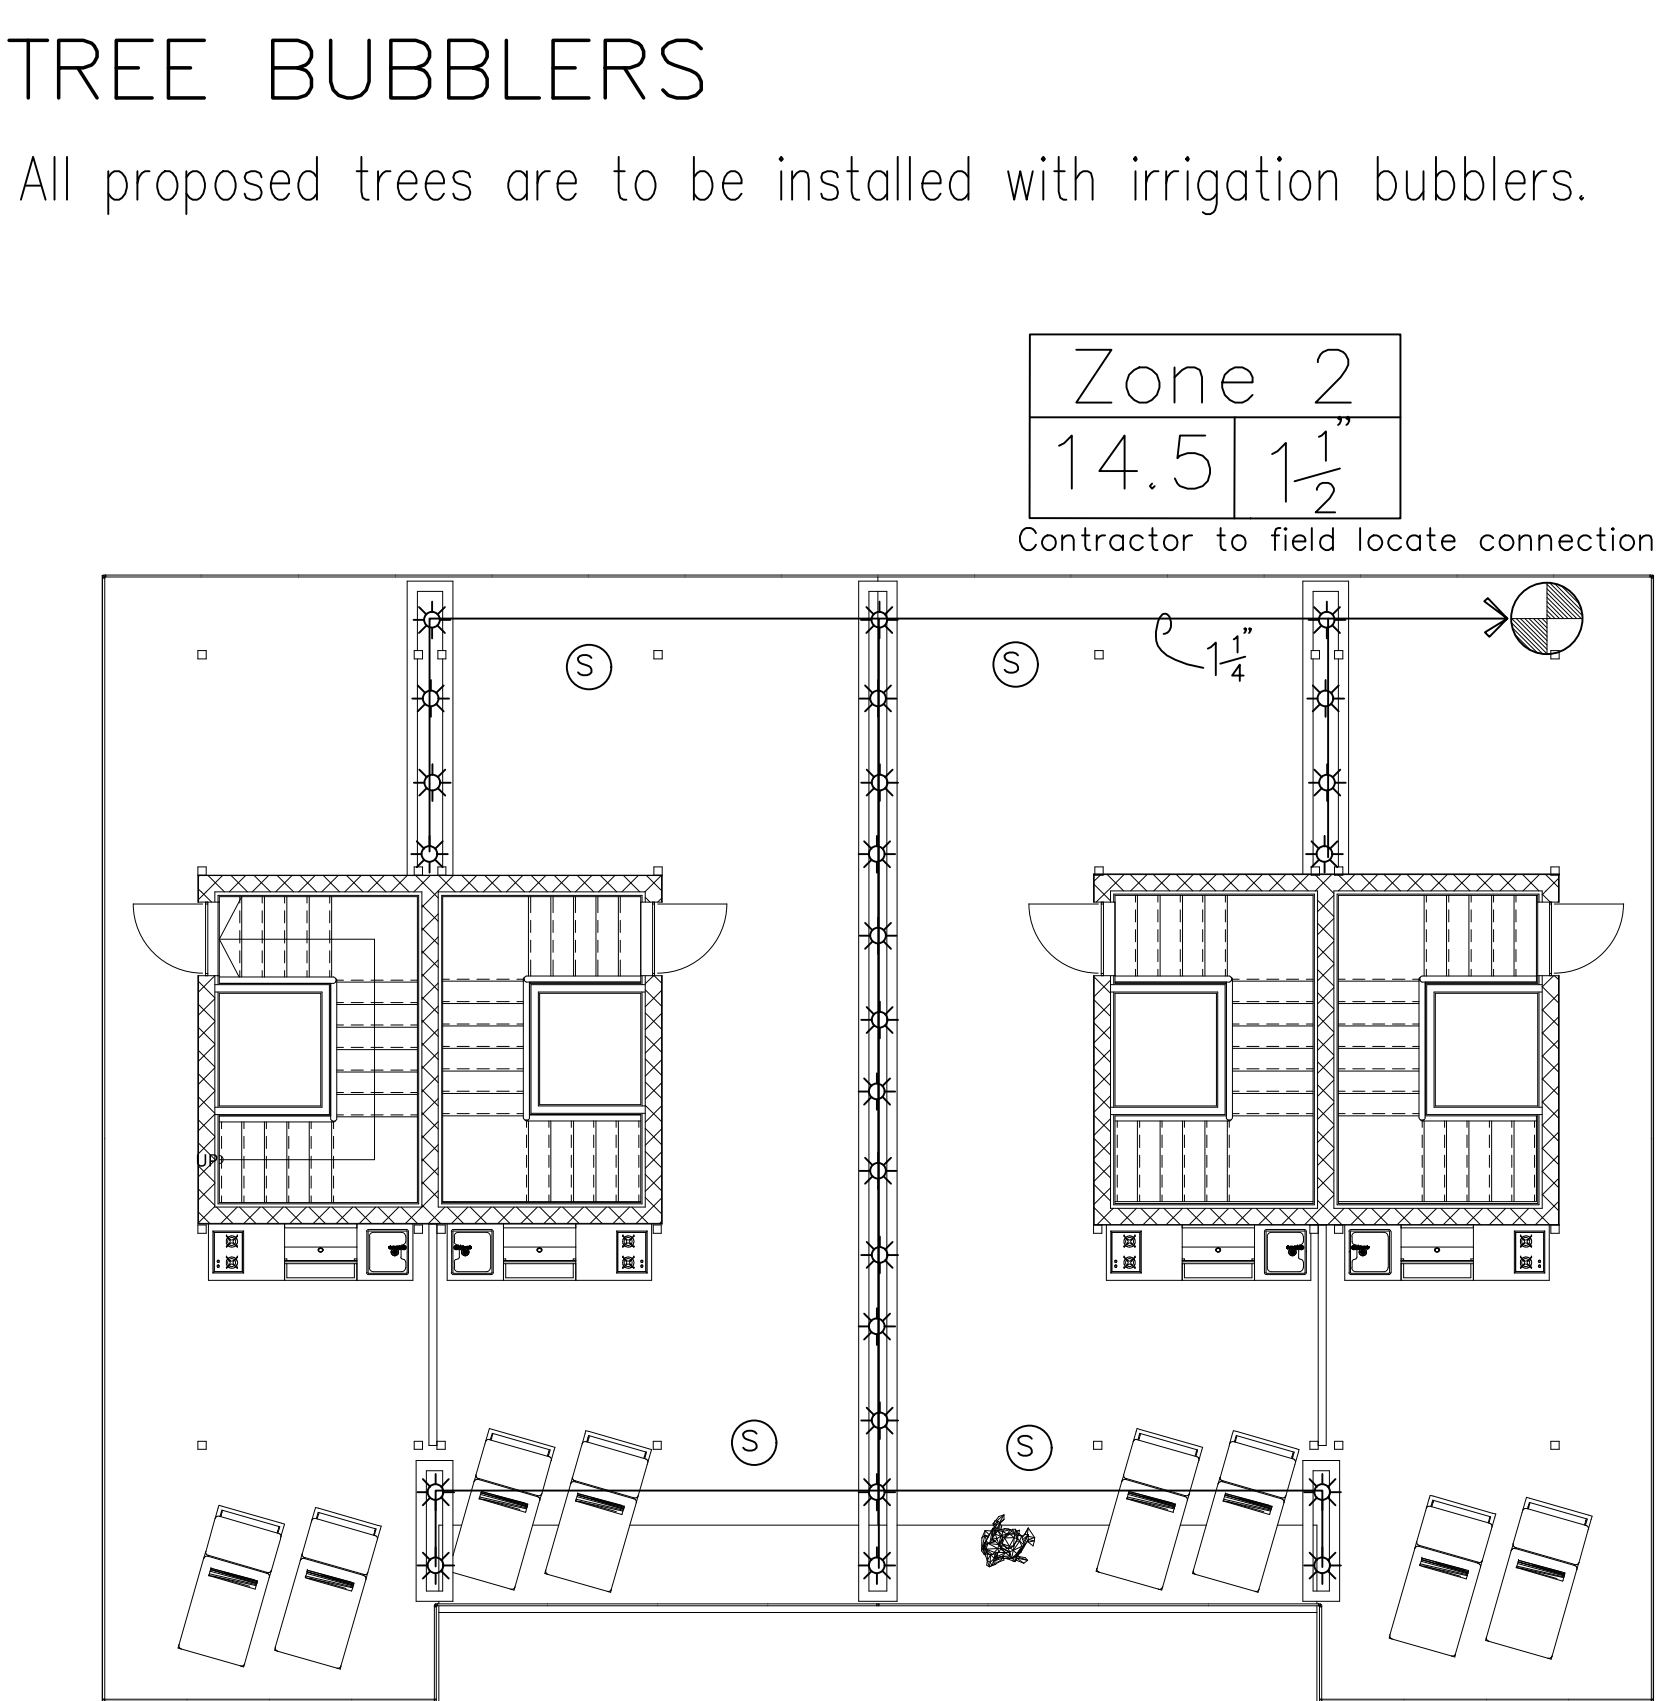 TREE BUBBLERS
All proposed trees are to be installed with irrigation bubblers.
Zone 2
14.5 1 1/2"
Contractor to field locate connection
S S 1 1/4"
UP
S S